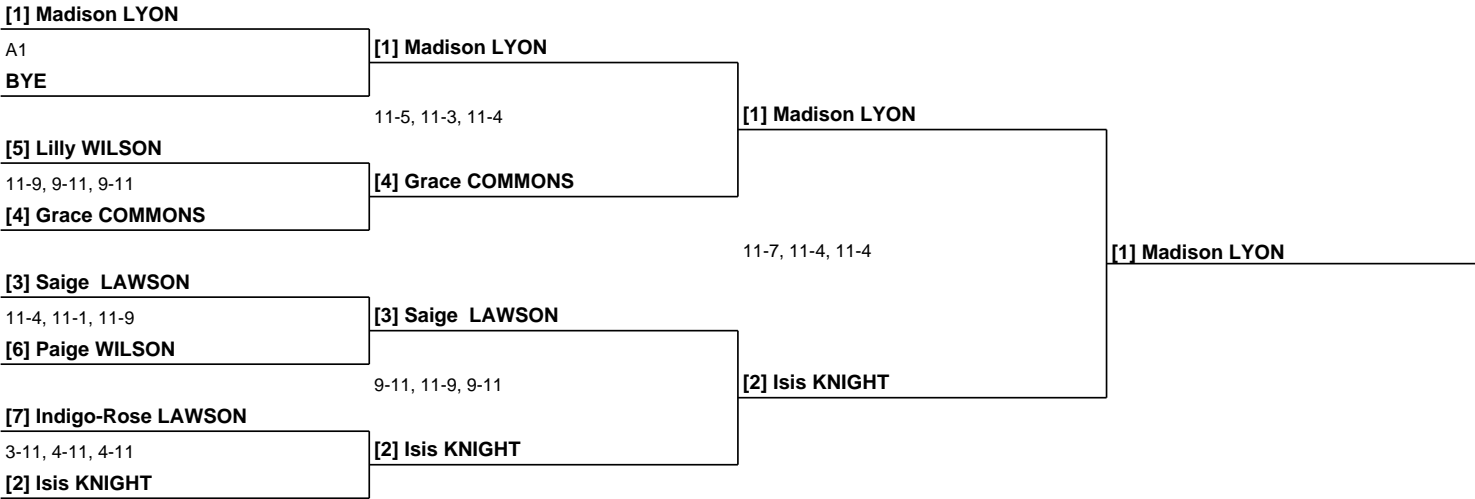 [1] Madison LYON
A1
[1] Madison LYON
BYE
11-5, 11-3, 11-4
[1] Madison LYON
[5] Lilly WILSON
11-9, 9-11, 9-11
[4] Grace COMMONS
[4] Grace COMMONS
11-7, 11-4, 11-4
[1] Madison LYON
[3] Saige  LAWSON
11-4, 11-1, 11-9
[3] Saige  LAWSON
[6] Paige WILSON
9-11, 11-9, 9-11
[2] Isis KNIGHT
[7] Indigo-Rose LAWSON
3-11, 4-11, 4-11
[2] Isis KNIGHT
[2] Isis KNIGHT